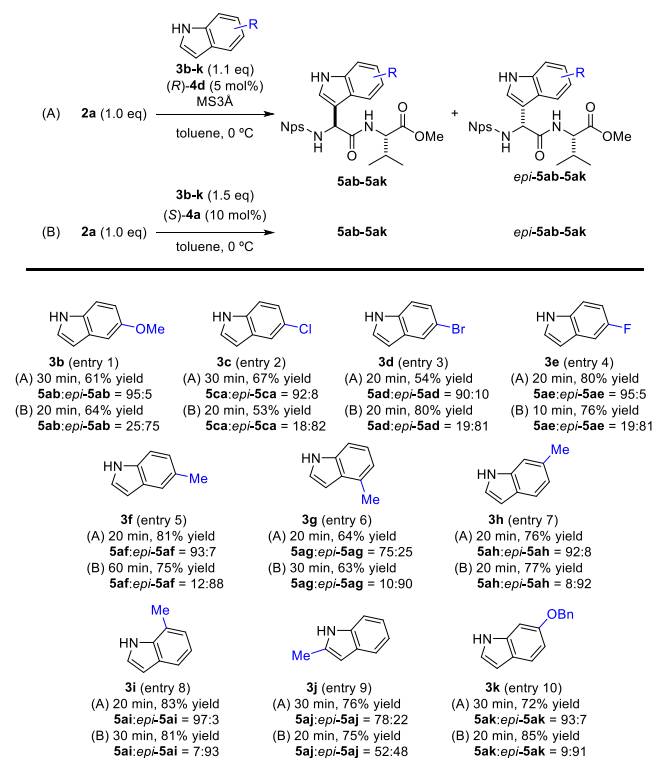 R
HN
3b-k (1.1 eq)
(R)-4d (5 mol%)
MS3Å
(A) 2a (1.0 eq)
toluene, 0 ºC
HN R
Nps N H H N O O OMe
5ab-5ak
+
HN R
Nps N H H N O O OMe
epi-5ab-5ak
3b-k (1.5 eq)
(S)-4a (10 mol%)
(B) 2a (1.0 eq) 5ab-5ak epi-5ab-5ak
toluene, 0 ºC
HN OMe
3b (entry 1)
(A) 30 min, 61% yield
5ab:epi-5ab = 95:5
(B) 20 min, 64% yield
5ab:epi-5ab = 25:75
HN Cl
3c (entry 2)
(A) 30 min, 67% yield
5ca:epi-5ca = 92:8
(B) 20 min, 53% yield
5ca:epi-5ca = 18:82
HN Br
3d (entry 3)
(A) 20 min, 54% yield
5ad:epi-5ad = 90:10
(B) 20 min, 80% yield
5ad:epi-5ad = 19:81
HN F
3e (entry 4)
(A) 20 min, 80% yield
5ae:epi-5ae = 95:5
(B) 10 min, 76% yield
5ae:epi-5ae = 19:81
HN Me
3f (entry 5)
(A) 20 min, 81% yield
5af:epi-5af = 93:7
(B) 60 min, 75% yield
5af:epi-5af = 12:88
HN Me
3g (entry 6)
(A) 20 min, 64% yield
5ag:epi-5ag = 75:25
(B) 30 min, 63% yield
5ag:epi-5ag = 10:90
Me
HN
3h (entry 7)
(A) 20 min, 76% yield
5ah:epi-5ah = 92:8
(B) 20 min, 77% yield
5ah:epi-5ah = 8:92
Me
HN
3i (entry 8)
(A) 20 min, 83% yield
5ai:epi-5ai = 97:3
(B) 30 min, 81% yield
5ai:epi-5ai = 7:93
HN
Me
3j (entry 9)
(A) 30 min, 76% yield
5aj:epi-5aj = 78:22
(B) 20 min, 75% yield
5aj:epi-5aj = 52:48
OBn
HN
3k (entry 10)
(A) 30 min, 72% yield
5ak:epi-5ak = 93:7
(B) 20 min, 85% yield
5ak:epi-5ak = 9:91